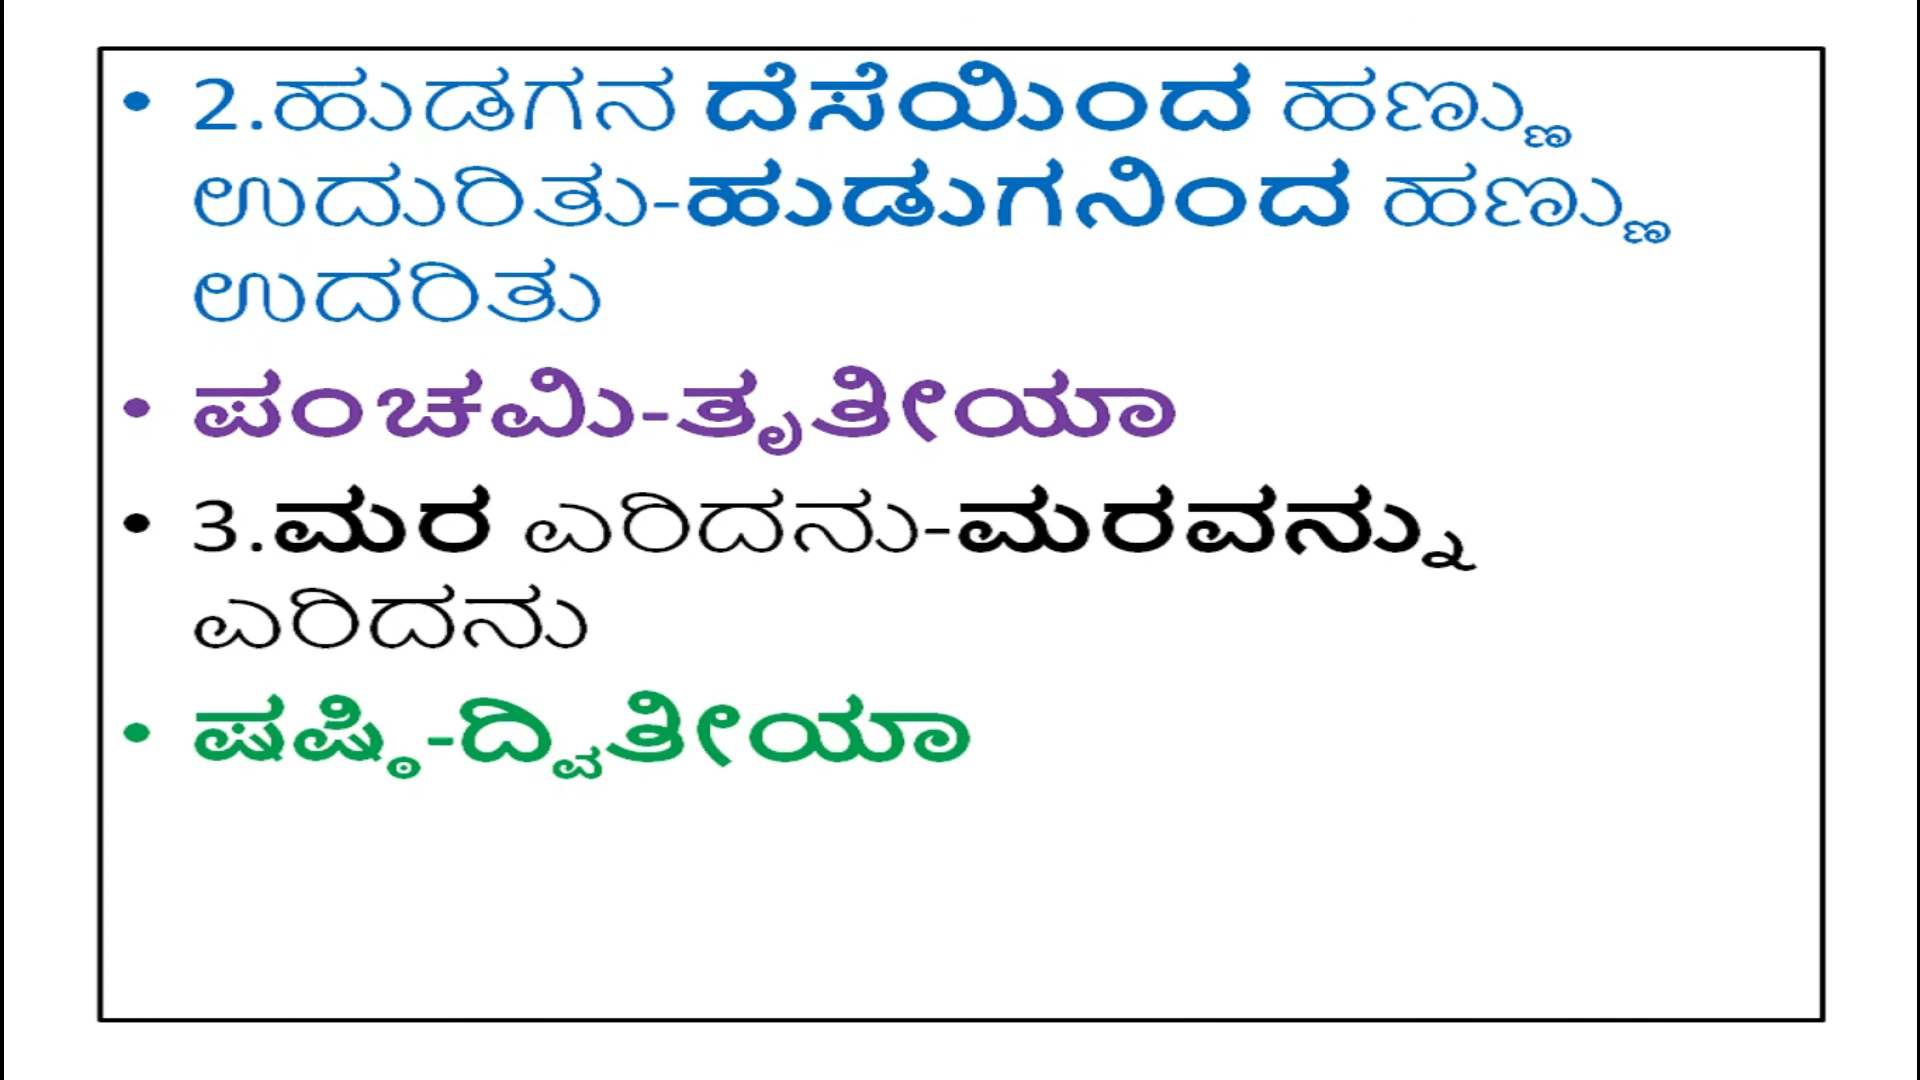 • 2.ಹುಡಗನ ದೆಸೆಯಿಂದ ಹಣ್ಣು
ಉದುರಿತು-ಹುಡುಗನಿಂದ ಹಣ್ಣು
ಉದರಿತು
• ಪಂಚಮಿ-ತೃತೀಯಾ
• 3.ಮರ ಎರಿದನು-ಮರವನ್ನು
ಎರಿದನು
• ಷಷ್ಠಿ-ದ್ವಿತೀಯಾ